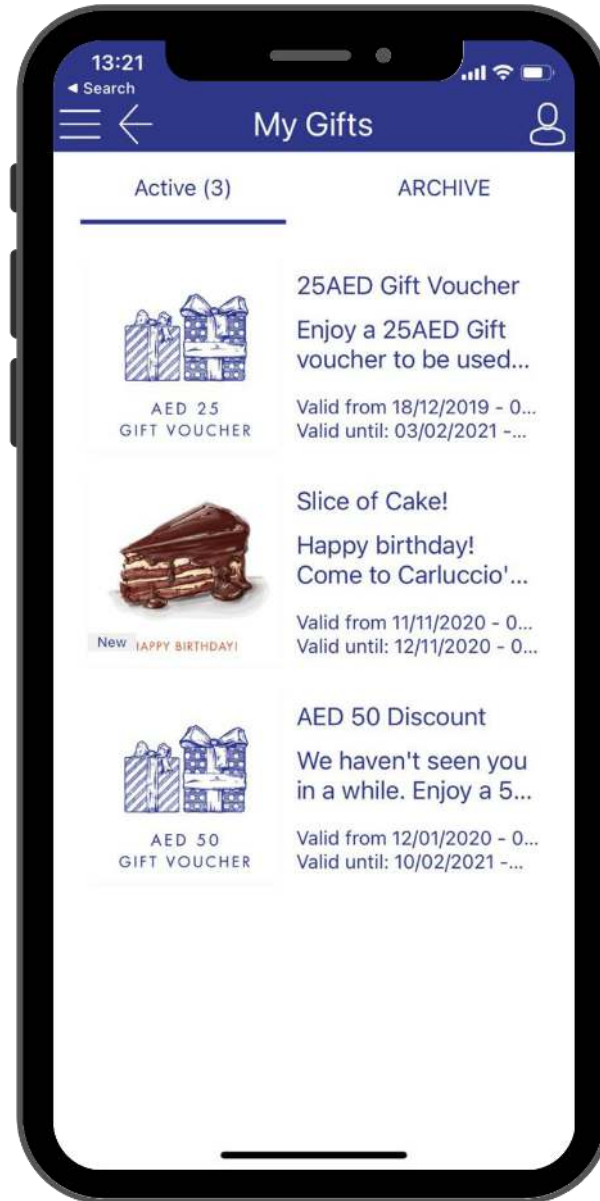 13:21
Search
My Gifts
Active (3)
ARCHIVE
AED 25
GIFT VOUCHER
25AED Gift Voucher
Enjoy a 25AED Gift
voucher to be used...
Valid from 18/12/2019 - 0...
Valid until: 03/02/2021 -...
New
HAPPY BIRTHDAY!
Slice of Cake!
Happy birthday!
Come to Carluccio'...
Valid from 11/11/2020 - 0...
Valid until: 12/11/2020 - 0...
AED 50
GIFT VOUCHER
AED 50 Discount
We haven't seen you
in a while. Enjoy a 5...
Valid from 12/01/2020 - 0...
Valid until: 10/02/2021 -...